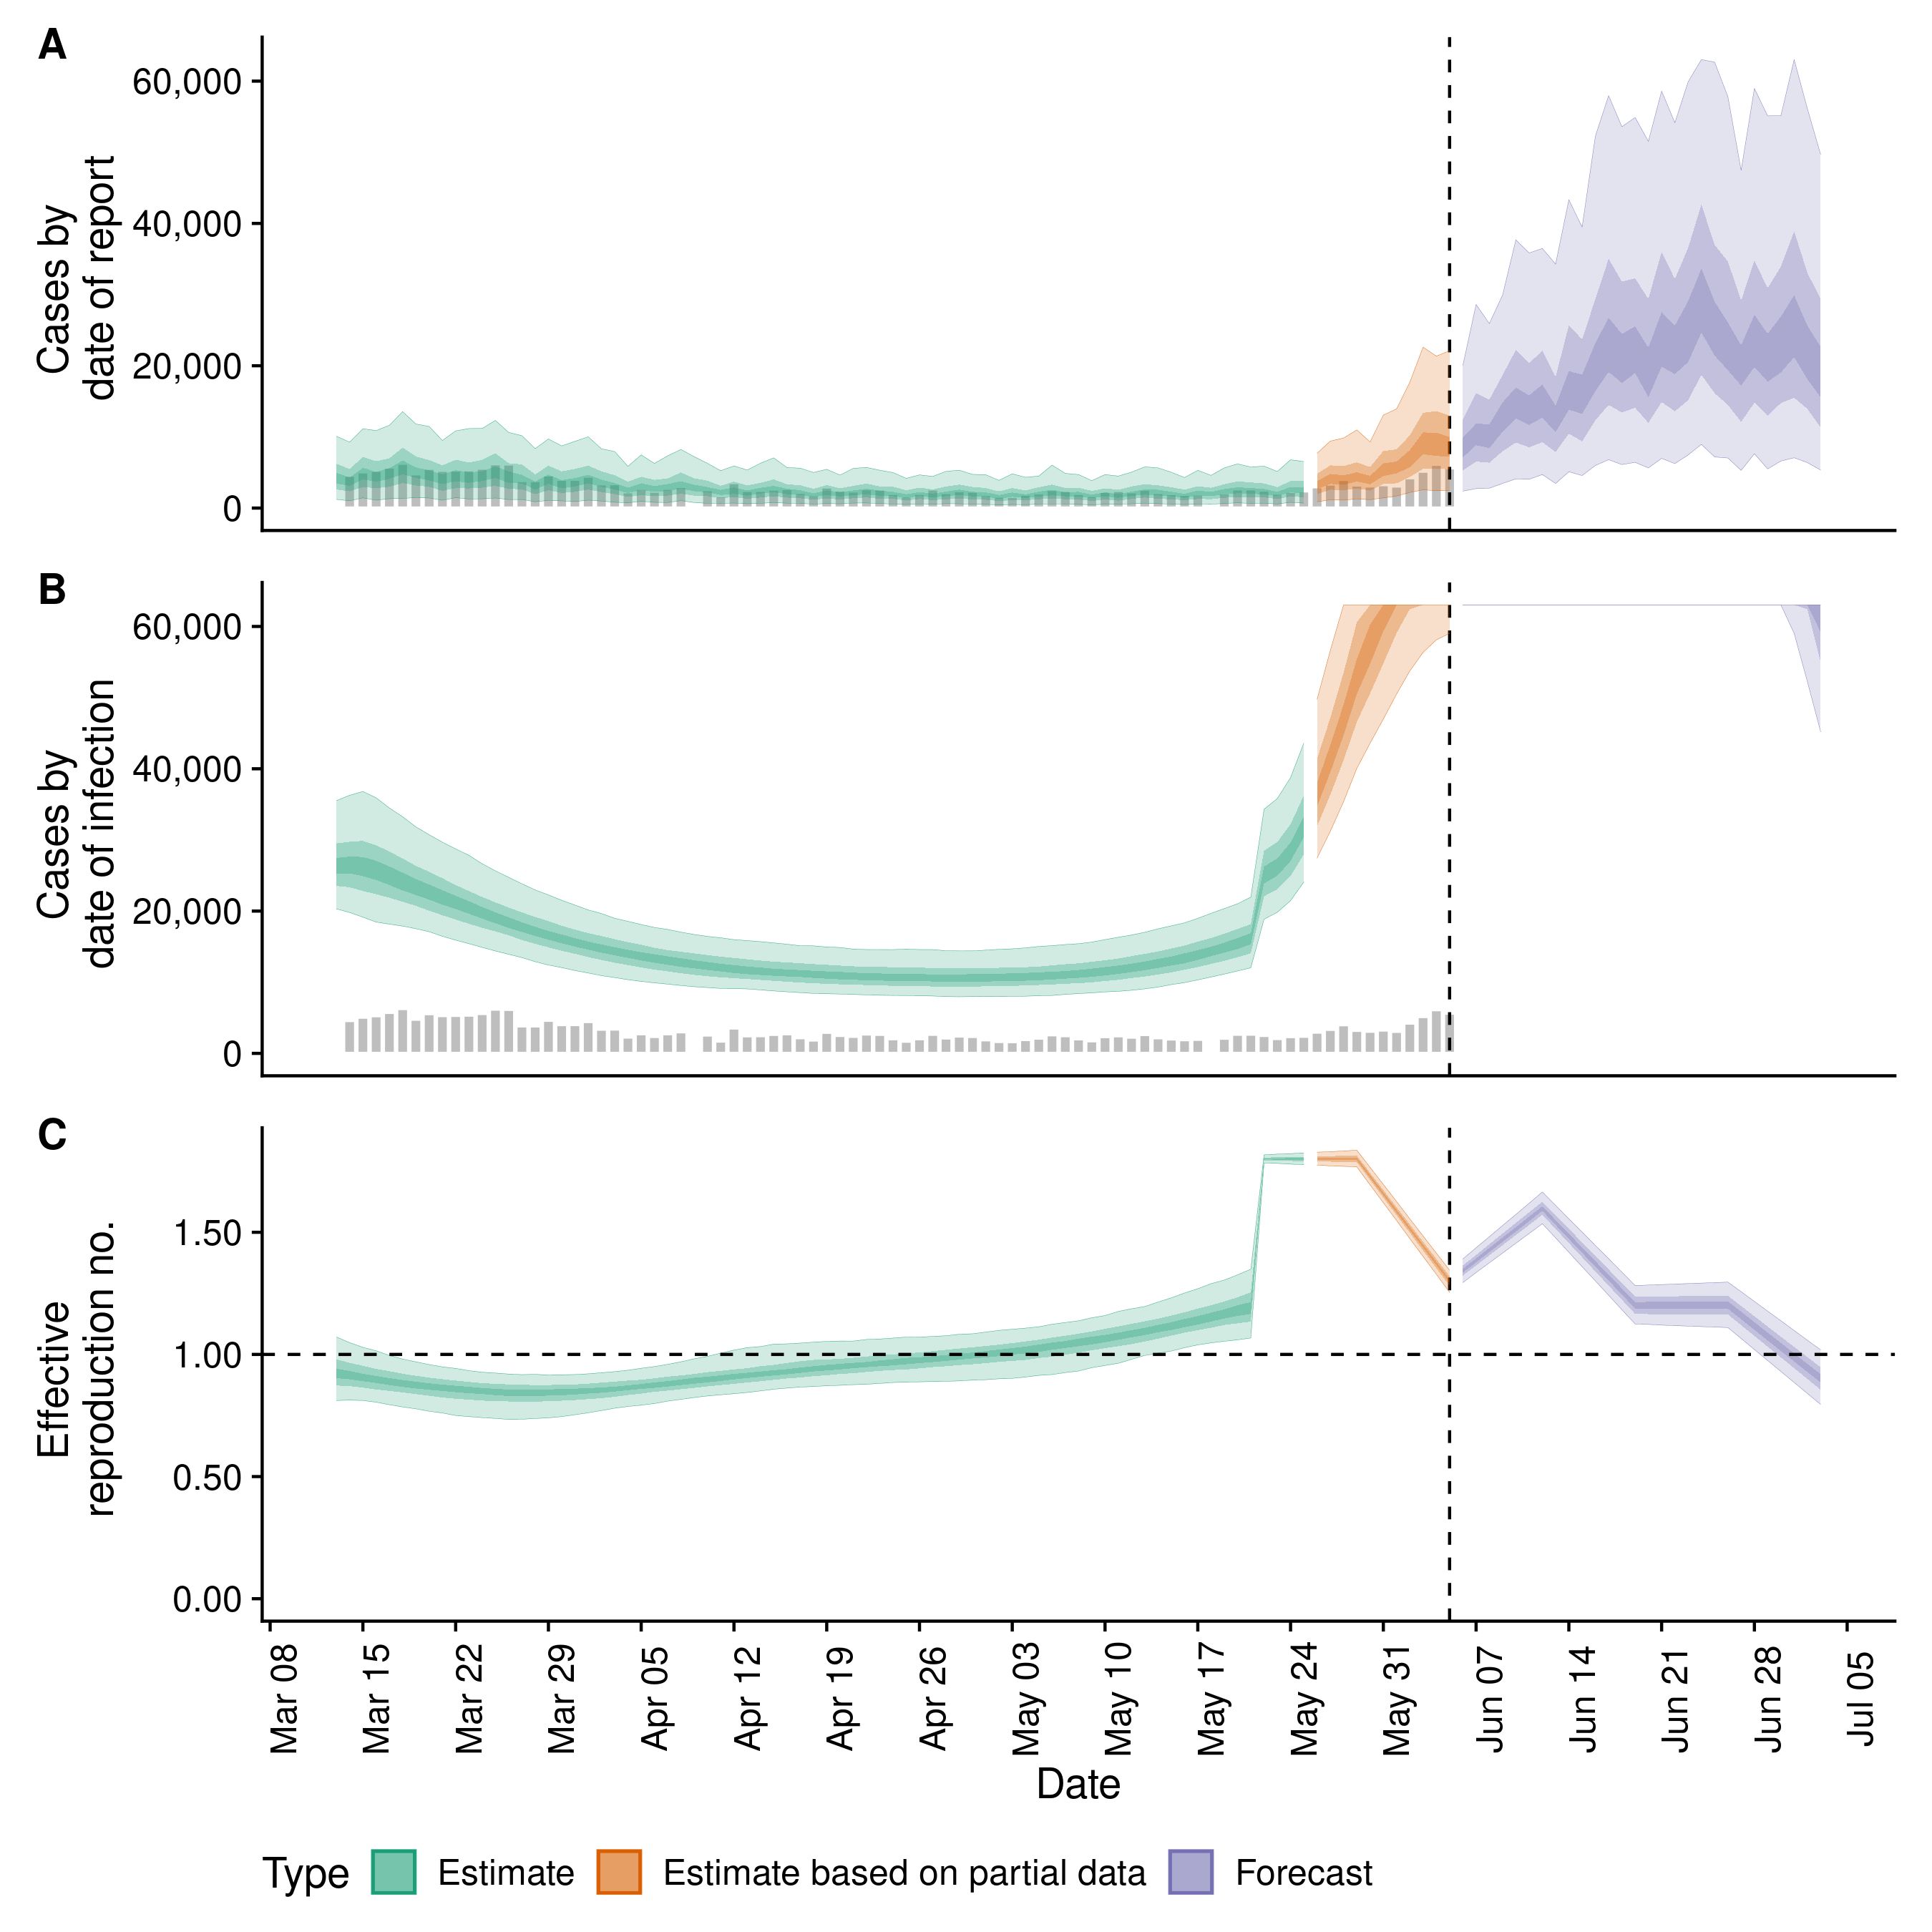 A
Cases by
date of report
60,000
40,000
20,000
0
B
Cases by
date of infection
60,000
40,000
20,000
0
C
Effective
reproduction no.
1.50
1.00
0.50
0.00
Mar 08
Mar 15
Mar 22
Mar 29
Apr 05
Apr 12
Apr 19
Apr 26
May 03
May 10
May 17
May 24
May 31
Jun 07
Jun 14
Jun 21
Jun 28
Jul 05
Date
Type Estimate Estimate based on partial data Forecast